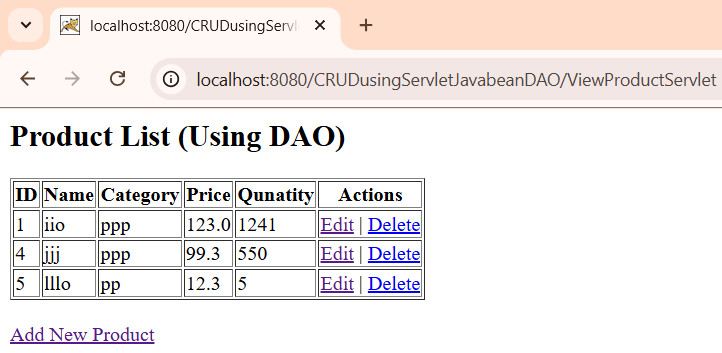 localhost:8080/CRUDusingServl
localhost:8080/CRUDusingServletJavabeanDAO/ViewProductServlet
Product List (Using DAO)
ID Name Category Price Qunatity Actions
1 iio ppp 123.0 1241 Edit | Delete
4 jjj ppp 99.3 550 Edit | Delete
5 lllo pp 12.3 5 Edit | Delete
Add New Product